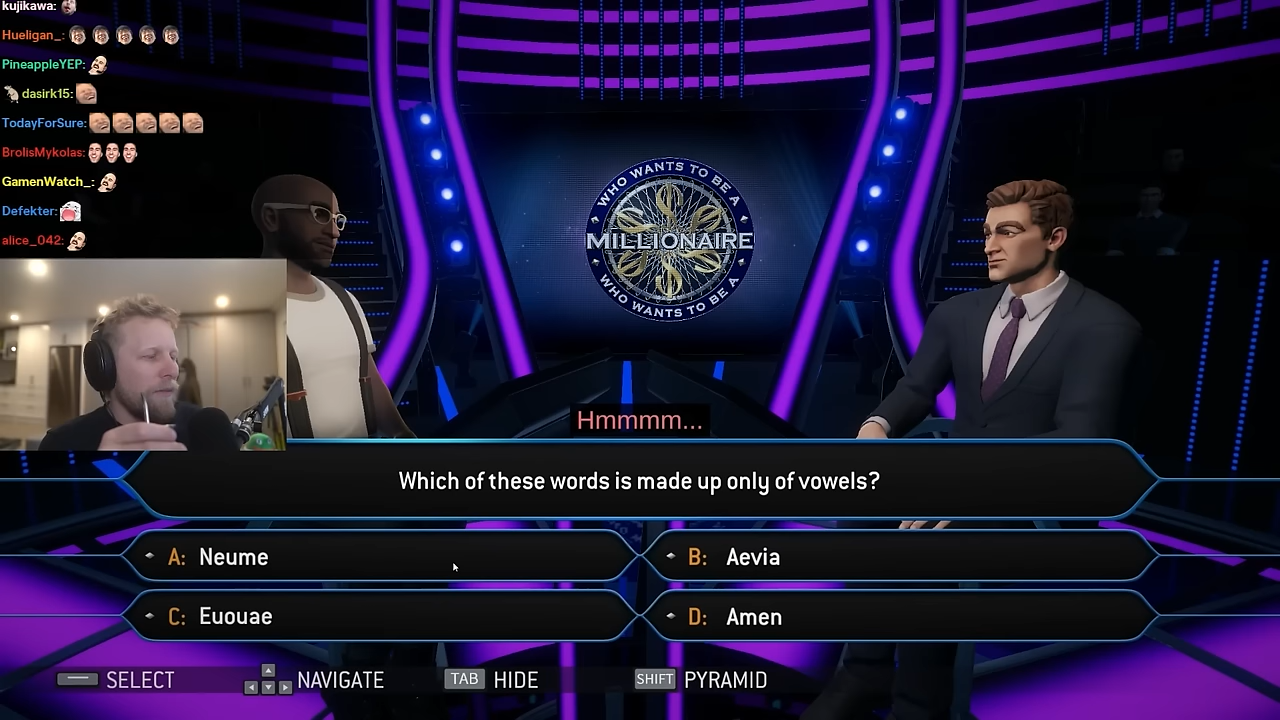 kujikawa:
Hueligan_:
PineappleYEP:
dasirk15:
TodayForSure:
BrolisMykolas:
GamenWatch_:
Defekter:
alice_042:
WHO WANTS TO BE A
MILLIONAIRE
WHO WANTS TO BE A
Hmmmm...
Which of these words is made up only of vowels?
A: Neume
B: Aevia
C: Euouae
D: Amen
SELECT
NAVIGATE
TAB HIDE
SHIFT PYRAMID